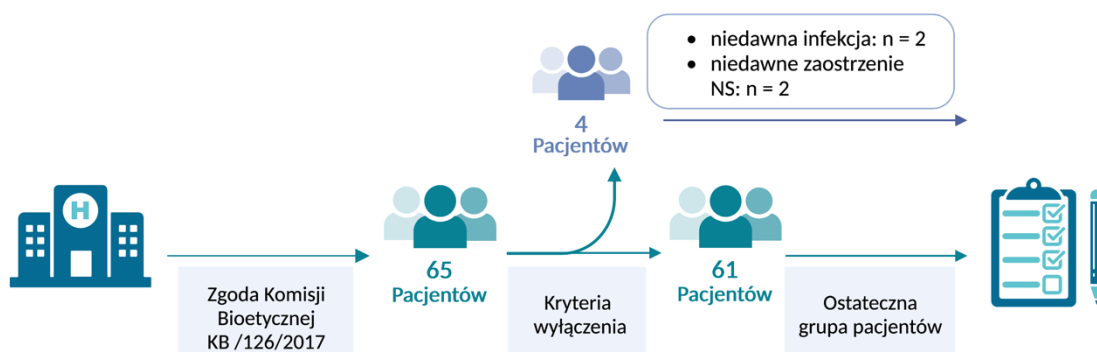 • niedawna infekcja: n = 2
• niedawne zaostrzenie
NS: n = 2
4
Pacjentów
H
65
Pacjentów
61
Pacjentów
Zgoda Komisji
Bioetycznej
KB /126/2017
Kryteria
wyłączenia
Ostateczna
grupa pacjentów